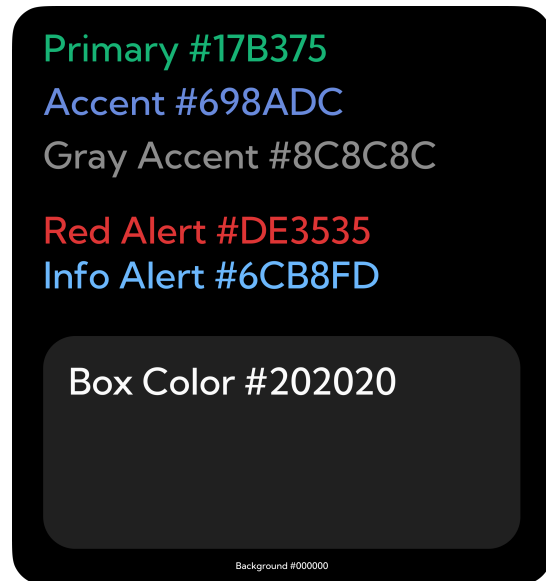 Primary #17B375
Accent #698ADC
Gray Accent #8C8C8C
Red Alert #DE3535
Info Alert #6CB8FD
Box Color #202020
Background #000000